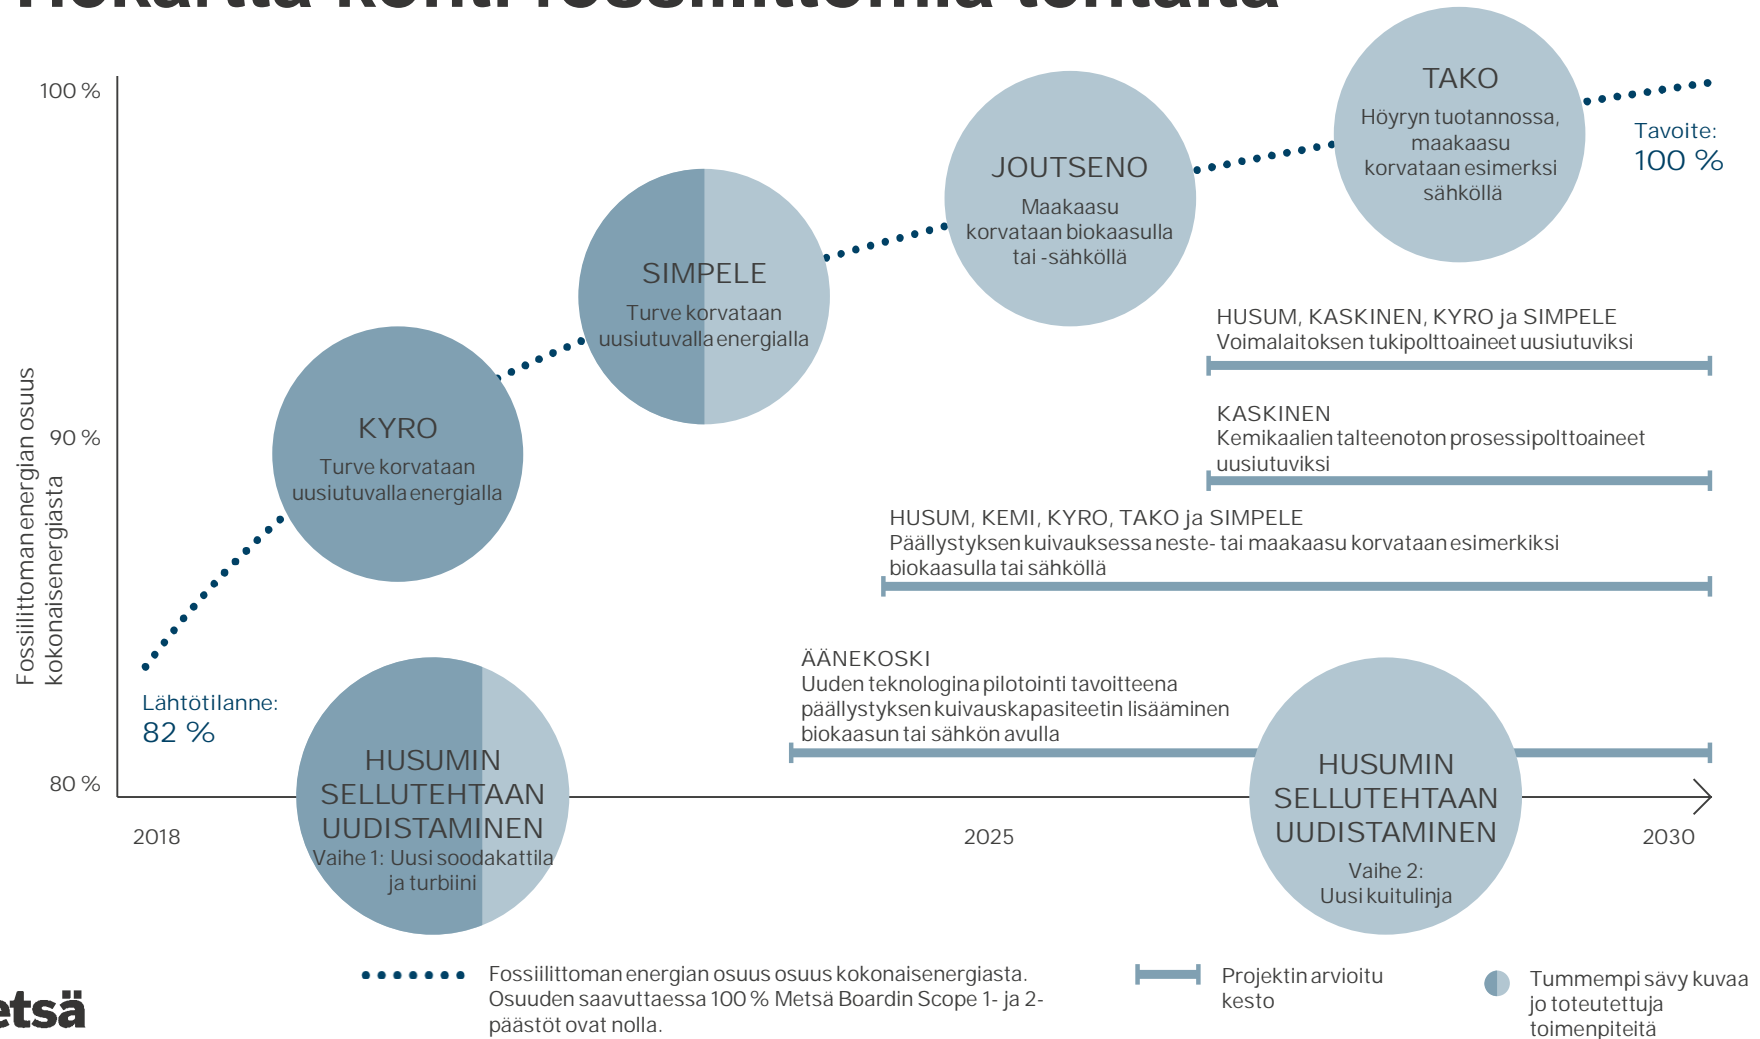 Tiekartta kohti fossiilittomia tehtaita
100 %
90 %
80 %
Fossiilittoman energian osuus
kokonaisenergiasta
Lähtötilanne:
82 %
KYRO
Turve korvataan
uusiutuvalla energialla
SIMPELE
Turve korvataan
uusiutuvalla energialla
JOUTSENO
Maakaasu
korvataan biokaasulla
tai -sähköllä
TAKO
Höyryn tuotannossa,
maakaasu
korvataan esimerksi
sähköllä
Tavoite:
100 %
HUSUM, KASKINEN, KYRO ja SIMPELE
Voimalaitoksen tukipolttoaineet uusiutuviksi
KASKINEN
Kemikaalien talteenoton prosessipolttoaineet
uusiutuviksi
HUSUM, KEMI, KYRO, TAKO ja SIMPELE
Päällystyksen kuivauksessa neste- tai maakaasu korvataan esimerkiksi
biokaasulla tai sähköllä
ÄÄNEKOSKI
Uuden teknologina pilotointi tavoitteena
päällystyksen kuivauskapasiteetin lisääminen
biokaasun tai sähkön avulla
HUSUMIN
SELLUTEHTAAN
UUDISTAMINEN
Vaihe 1: Uusi soodakattila
ja turbiini
HUSUMIN
SELLUTEHTAAN
UUDISTAMINEN
Vaihe 2:
Uusi kuitulinja
2018
2025
2030
Fossiilittoman energian osuus osuus kokonaisenergiasta.
Osuuden saavuttaessa 100 % Metsä Boardin Scope 1- ja 2-
päästöt ovat nolla.
Projektin arvioitu
kesto
Tummempi sävy kuvaa
jo toteutettuja
toimenpiteitä
etsä